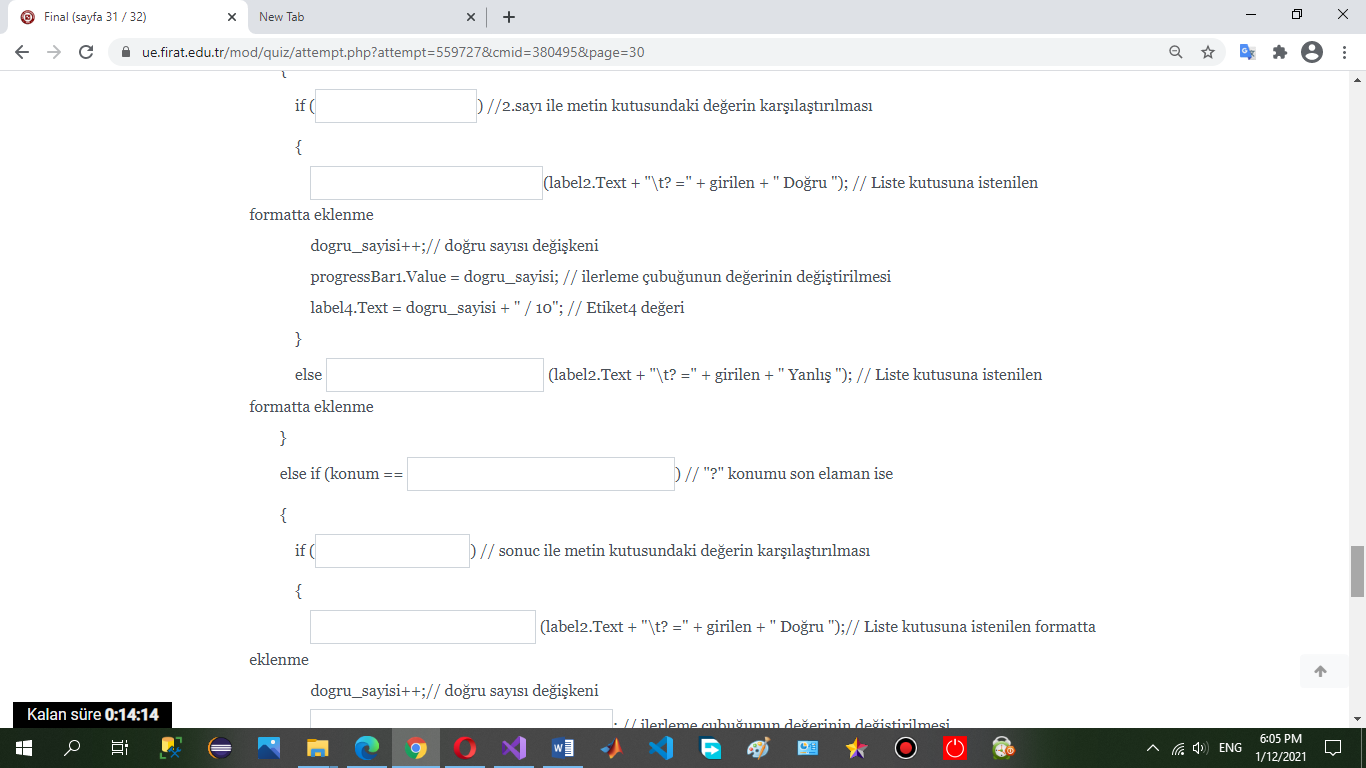 Final (sayfa 31 / 32)
New Tab
ue.firat.edu.tr/mod/quiz/attempt.php?attempt=559727&cmid=380495&page=30
{
if ( ) //2.sayı ile metin kutusundaki değerin karşılaştırılması
{
(label2.Text + "\t? =" + girilen + " Doğru "); // Liste kutusuna istenilen
formatta eklenme
dogru_sayisi++;// doğru sayısı değişkeni
progressBar1.Value = dogru_sayisi; // ilerleme çubuğunun değerinin değiştirilmesi
label4.Text = dogru_sayisi + " / 10"; // Etiket4 değeri
}
else (label2.Text + "\t? =" + girilen + " Yanlış "); // Liste kutusuna istenilen
formatta eklenme
}
else if (konum == ) // "?" konumu son elaman ise
{
if ( ) // sonuc ile metin kutusundaki değerin karşılaştırılması
{
(label2.Text + "\t? =" + girilen + " Doğru ");// Liste kutusuna istenilen formatta
eklenme
dogru_sayisi++;// doğru sayısı değişkeni
; // ilerleme çubuğunun değerinin değiştirilmesi
Kalan süre 0:14:14
ENG
6:05 PM
1/12/2021